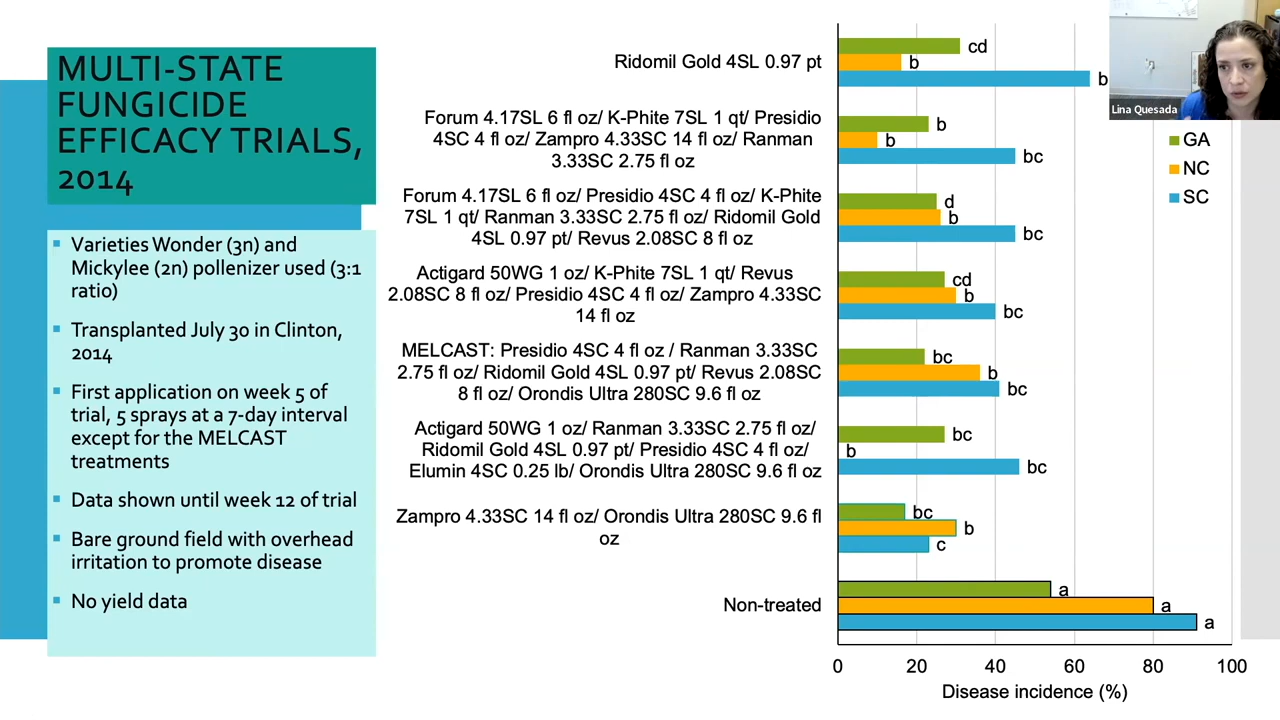 MULTI-STATE
FUNGICIDE
EFFICACY TRIALS,
2014
▪ Varieties Wonder (3n) and
Mickylee (2n) pollenizer used (3:1
ratio)
▪ Transplanted July 30 in Clinton,
2014
▪ First application on week 5 of
trial, 5 sprays at a 7-day interval
except for the MELCAST
treatments
▪ Data shown until week 12 of trial
▪ Bare ground field with overhead
irritation to promote disease
▪ No yield data
Ridomil Gold 4SL 0.97 pt
cd
b
b
Forum 4.17SL 6 fl oz/ K-Phite 7SL 1 qt/ Presidio
4SC 4 fl oz/ Zampro 4.33SC 14 fl oz/ Ranman
3.33SC 2.75 fl oz
b
b
bc
Forum 4.17SL 6 fl oz/ Presidio 4SC 4 fl oz/ K-Phite
7SL 1 qt/ Ranman 3.33SC 2.75 fl oz/ Ridomil Gold
4SL 0.97 pt/ Revus 2.08SC 8 fl oz
d
b
bc
Actigard 50WG 1 oz/ K-Phite 7SL 1 qt/ Revus
2.08SC 8 fl oz/ Presidio 4SC 4 fl oz/ Zampro 4.33SC
14 fl oz
cd
b
bc
MELCAST: Presidio 4SC 4 fl oz / Ranman 3.33SC
2.75 fl oz/ Ridomil Gold 4SL 0.97 pt/ Revus 2.08SC
8 fl oz/ Orondis Ultra 280SC 9.6 fl oz
bc
b
bc
Actigard 50WG 1 oz/ Ranman 3.33SC 2.75 fl oz/
Ridomil Gold 4SL 0.97 pt/ Presidio 4SC 4 fl oz/
Elumin 4SC 0.25 lb/ Orondis Ultra 280SC 9.6 fl oz
bc
b
bc
Zampro 4.33SC 14 fl oz/ Orondis Ultra 280SC 9.6 fl
oz
bc
b
c
Non-treated
a
a
a
0 20 40 60 80 100
Disease incidence (%)
GA
NC
SC
Lina Quesada